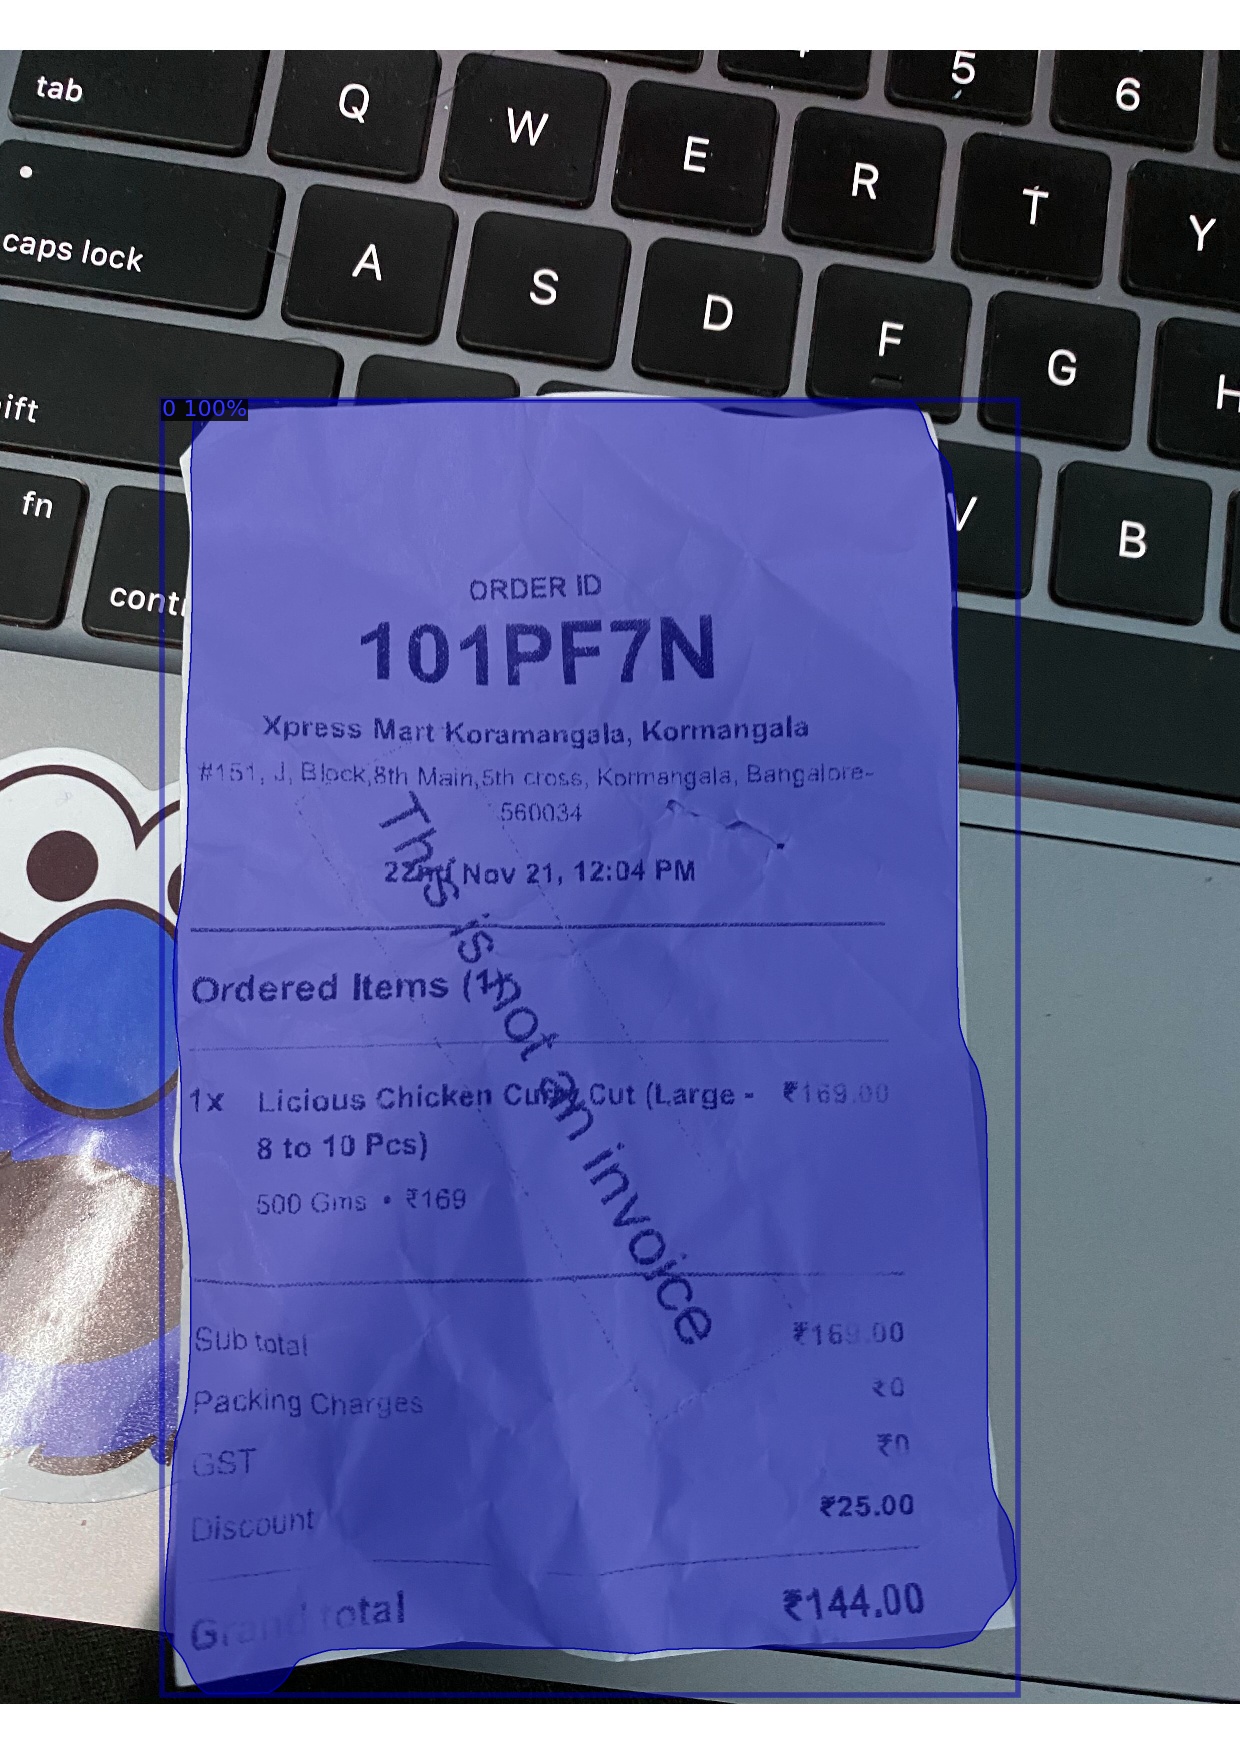 tab
Q
W
E
R
T
Y
5
6
caps lock
A
S
D
F
G
H
ift
fn
V
B
cont
0 100%
ORDER ID
101PF7N
Xpress Mart Koramangala, Kormangala
#151, J, Block,8th Main,5th cross, Kormangala, Bangalore-
560034
22nd Nov 21, 12:04 PM
Ordered Items (1)
1x Licious Chicken Curry Cut (Large - ₹169.00
8 to 10 Pcs)
500 Gms • ₹169
This is not an invoice
Sub total ₹169.00
Packing Charges ₹0
GST ₹0
Discount ₹25.00
Grand total ₹144.00